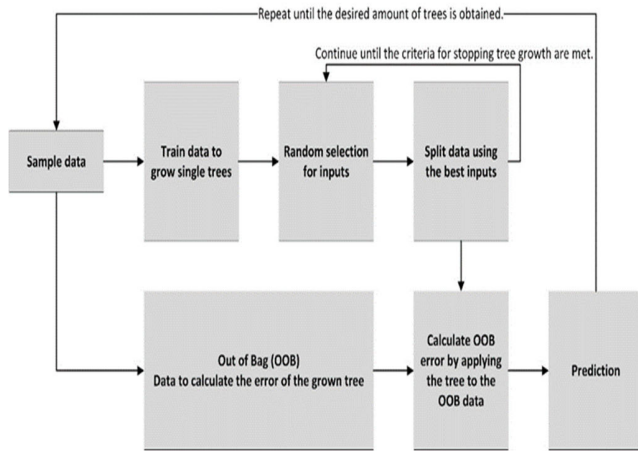 Repeat until the desired amount of trees is obtained.
Continue until the criteria for stopping tree growth are met.
Sample data
Train data to
grow single trees
Random selection
for inputs
Split data using
the best inputs
Out of Bag (OOB)
Data to calculate the error of the grown tree
Calculate OOB
error by applying
the tree to the
OOB data
Prediction